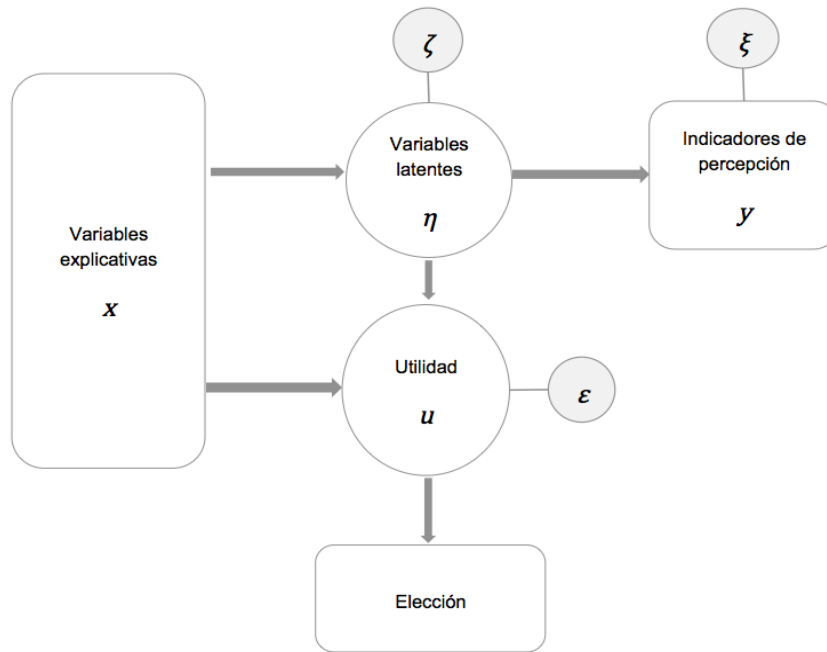 ζ
ξ
Variables
latentes
η
Indicadores de
percepción
y
Variables
explicativas
x
Utilidad
u
ε
Elección